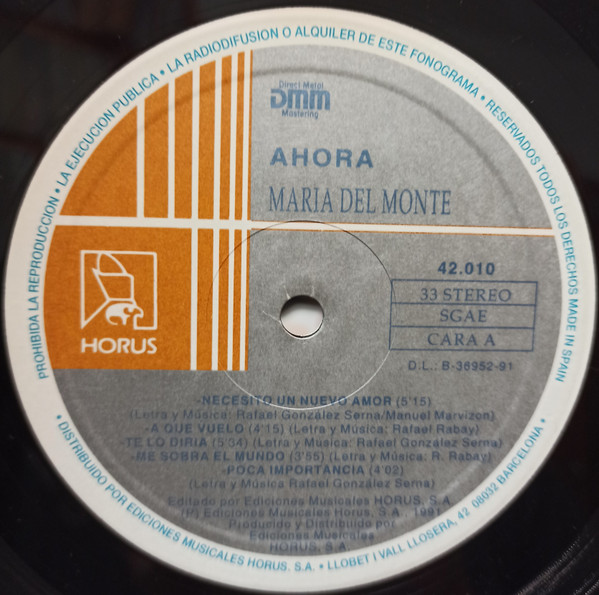 PROHIBIDA LA REPRODUCCION • LA EJECUCION PUBLICA • LA RADIODIFUSION O ALQUILER DE ESTE FONOGRAMA • RESERVADOS TODOS LOS DERECHOS MADE IN SPAIN
Direct Metal
DMM
Mastering
AHORA
MARIA DEL MONTE
HORUS
42.010
33 STEREO
SGAE
CARA A
D.L.: B-36952-91
-NECESITO UN NUEVO AMOR (5'15)
(Letra y Música: Rafael González Serna/Manuel Marvizon)
-A QUE VUELO (4'15) (Letra y Música: Rafael Rabay)
-TE LO DIRIA (5'34) (Letra y Música: Rafael González Serna)
-ME SOBRA EL MUNDO (3'55) (Letra y Música: R. Rabay)
-POCA IMPORTANCIA (4'02)
(Letra y Música Rafael González Serna)
Editado por Ediciones Musicales HORUS, S.A.
(P) Ediciones Musicales Horus, S.A., 1991
Producido y Distribuido por
Ediciones Musicales
HORUS, S.A.
• DISTRIBUIDO POR EDICIONES MUSICALES HORUS, S.A. • LLOBET I VALL LLOSERA, 42 08032 BARCELONA •